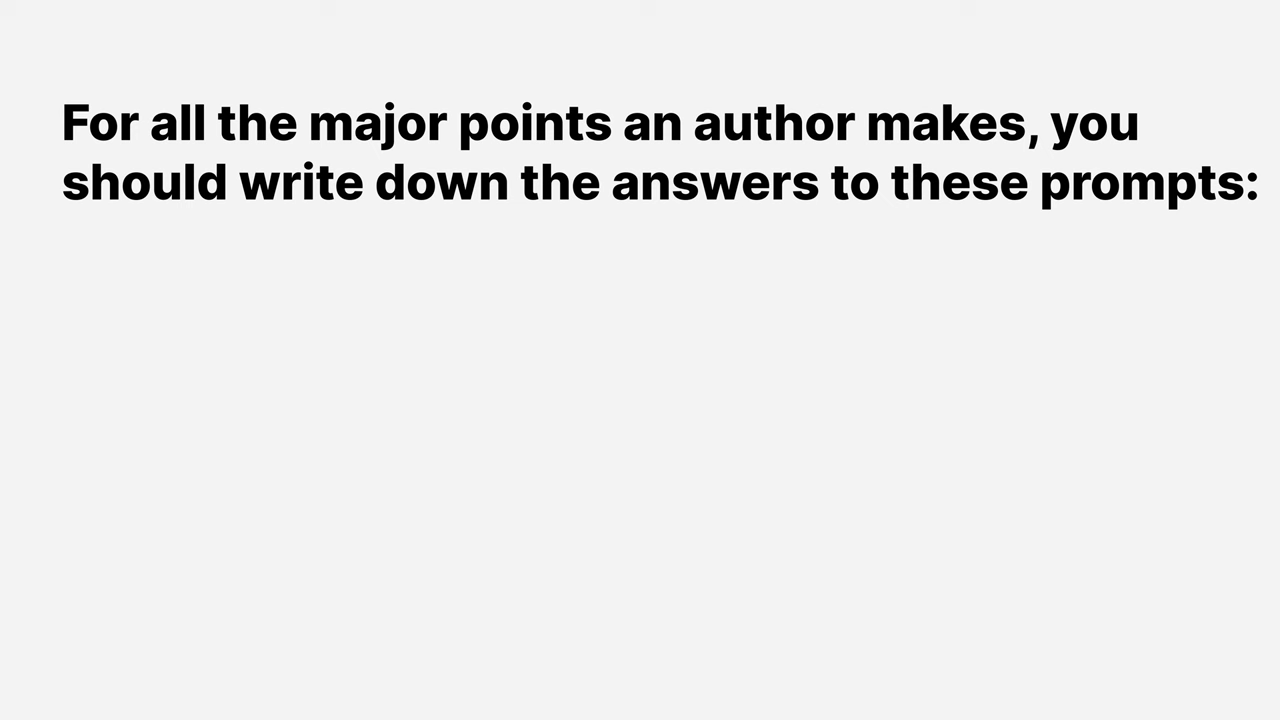 For all the major points an author makes, you
should write down the answers to these prompts: